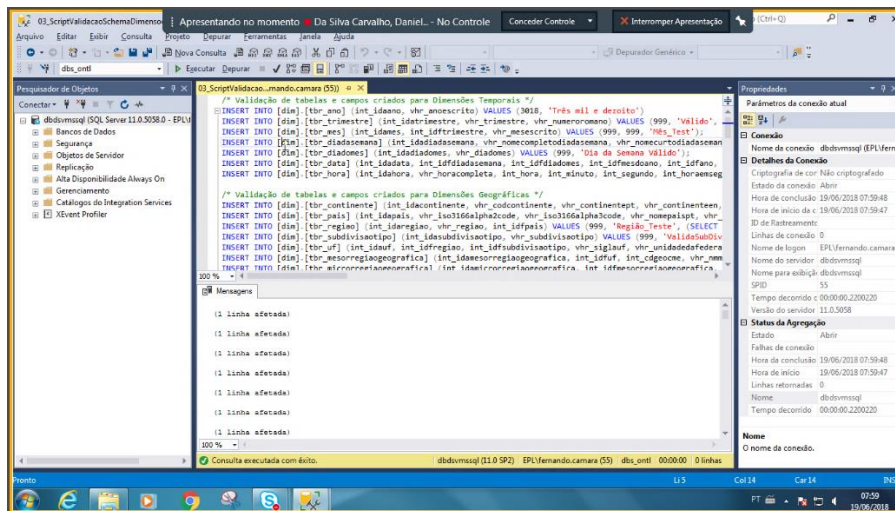 03_ScriptValidacaoSchemaDimenso
Apresentando no momento
Da Silva Carvalho, Daniel... - No Controle
Conceder Controle
Interromper Apresentação
(Ctrl+Q)
Arquivo Editar Exibir Consulta Projeto Depurar Ferramentas Janela Ajuda
Nova Consulta
Depurador Genérico
dbs_ontl
Executar Depurar
Pesquisador de Objetos
Conectar
dbdsvmssql (SQL Server 11.0.5058.0 - EPL\f
Bancos de Dados
Segurança
Objetos de Servidor
Replicação
Alta Disponibilidade Always On
Gerenciamento
Catálogos do Integration Services
XEvent Profiler
03_ScriptValidacao...mando.camara (55))
/* Validação de tabelas e campos criados para Dimensões Temporais */
INSERT INTO [dim].[tbr_ano] (int_idaano, vhr_anoescrito) VALUES (3018, 'Três mil e dezoito')
INSERT INTO [dim].[tbr_trimestre] (int_idatrimestre, vhr_trimestre, vhr_numeroromano) VALUES (999, 'Válido',
INSERT INTO [dim].[tbr_mes] (int_idames, int_idftrimestre, vhr_mesescrito) VALUES (999, 999, 'Mês_Test');
INSERT INTO [dim].[tbr_diadasemana] (int_idadiadasemana, vhr_nomecompletodiadasemana, vhr_nomecurtodiadaseman
INSERT INTO [dim].[tbr_diadomes] (int_idadiadomes, vhr_diadomes) VALUES (999, 'Dia da Semana Válido');
INSERT INTO [dim].[tbr_data] (int_idadata, int_idfdiadomes, int_idfdiadasemana, int_idfmesdoano, int_idfano,
INSERT INTO [dim].[tbr_hora] (int_idahora, vhr_horacompleta, int_hora, int_minuto, int_segundo, int_horaemseg
/* Validação de tabelas e campos criados para Dimensões Geográficas */
INSERT INTO [dim].[tbr_continente] (int_idacontinente, vhr_codcontinente, vhr_continentept, vhr_continenteen,
INSERT INTO [dim].[tbr_pais] (int_idapais, vhr_iso3166alpha2code, vhr_iso3166alpha3code, vhr_nomepaispt, vhr_
INSERT INTO [dim].[tbr_regiao] (int_idaregiao, vhr_regiao, int_idfpais) VALUES (999, 'Região_Teste', (SELECT
INSERT INTO [dim].[tbr_subdivisaotipo] (int_idasubdivisaotipo, vhr_subdivisaotipo) VALUES (999, 'ValidaSubDiv
INSERT INTO [dim].[tbr_uf] (int_idauf, int_idfregiao, int_idfsubdivisaotipo, vhr_siglauf, vhr_unidadedafedera
INSERT INTO [dim].[tbr_mesorregiaogeografica] (int_idamesorregiaogeografica, int_idfuf, int_cdgeocme, vhr_nmm
INSERT INTO [dim].[tbr_microrregiaogeografica] (int_idamicrorregiaogeografica, int_idfmesorregiaogeografica,
100 %
Mensagens
(1 linha afetada)
(1 linha afetada)
(1 linha afetada)
(1 linha afetada)
(1 linha afetada)
(1 linha afetada)
(1 linha afetada)
100 %
Consulta executada com êxito.
dbdsvmssql (11.0 SP2)
EPL\fernando.camara (55)
dbs_ontl
00:00:00
0 linhas
Propriedades
Parâmetros da conexão atual
Conexão
Nome da conexão dbdsvmssql (EPL\fern
Detalhes da Conexão
Criptografia de cor Não criptografado
Estado da conexão Abrir
Hora de conclusão 19/06/2018 07:59:48
Hora de início da c 19/06/2018 07:59:47
ID de Rastreamento
Linhas de conexão 0
Nome de logon EPL\fernando.camara
Nome do servidor dbdsvmssql
Nome para exibiçã dbdsvmssql
SPID 55
Tempo decorrido c 00:00:00.2200220
Versão do servidor 11.0.5058
Status da Agregação
Estado Abrir
Falhas de conexão
Hora da conclusão 19/06/2018 07:59:48
Hora de início 19/06/2018 07:59:47
Linhas retornadas 0
Nome dbdsvmssql
Tempo decorrido 00:00:00.2200220
Nome
O nome da conexão.
Pronto
Li 5
Col 14
Car 14
INS
PT
07:59
19/06/2018